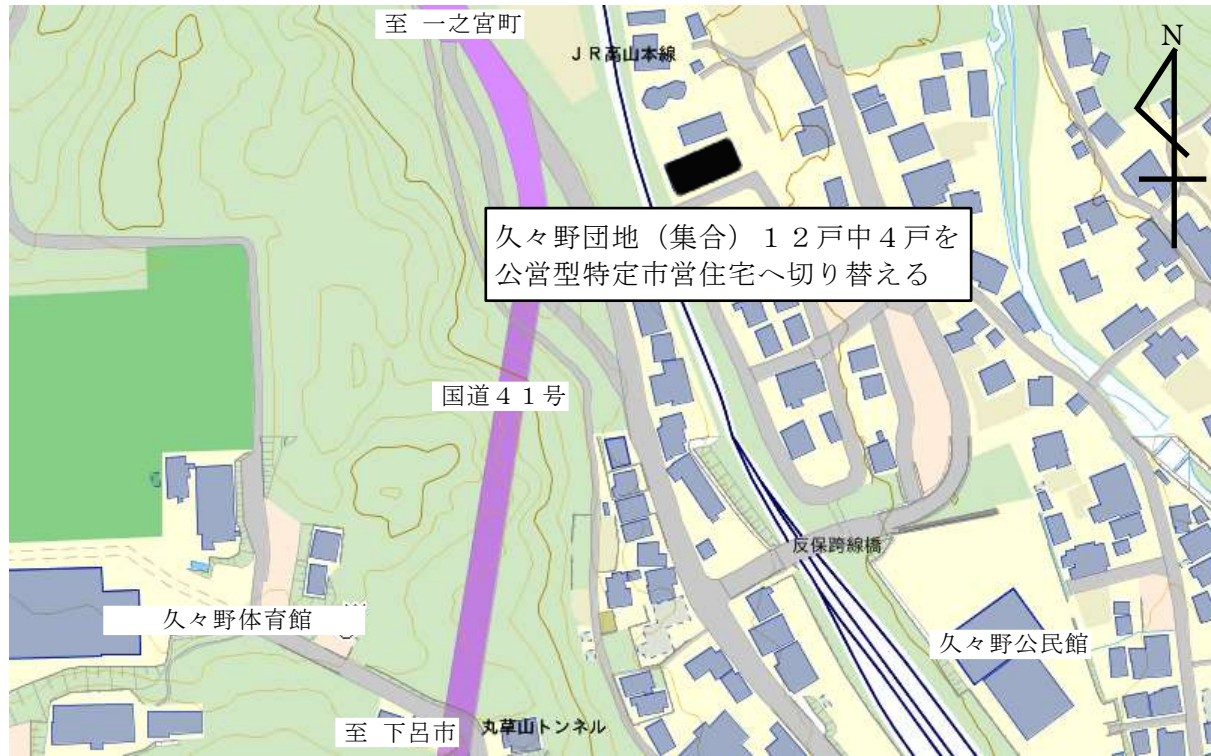 至 一之宮町
JR高山本線
N
久々野団地（集合）１２戸中４戸を
公営型特定市営住宅へ切り替える
国道４１号
反保跨線橋
久々野体育館
久々野公民館
至 下呂市
丸草山トンネル